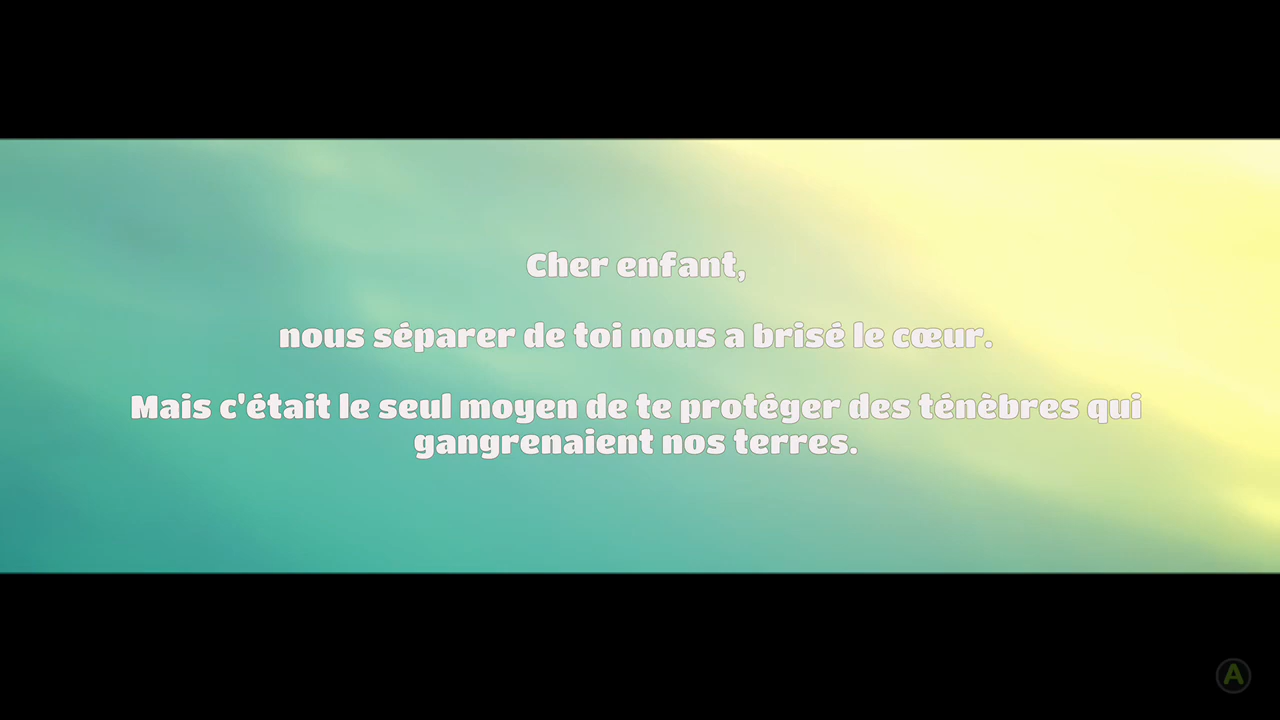 Cher enfant,
nous séparer de toi nous a brisé le cœur.
Mais c'était le seul moyen de te protéger des ténèbres qui
gangrenaient nos terres.
A